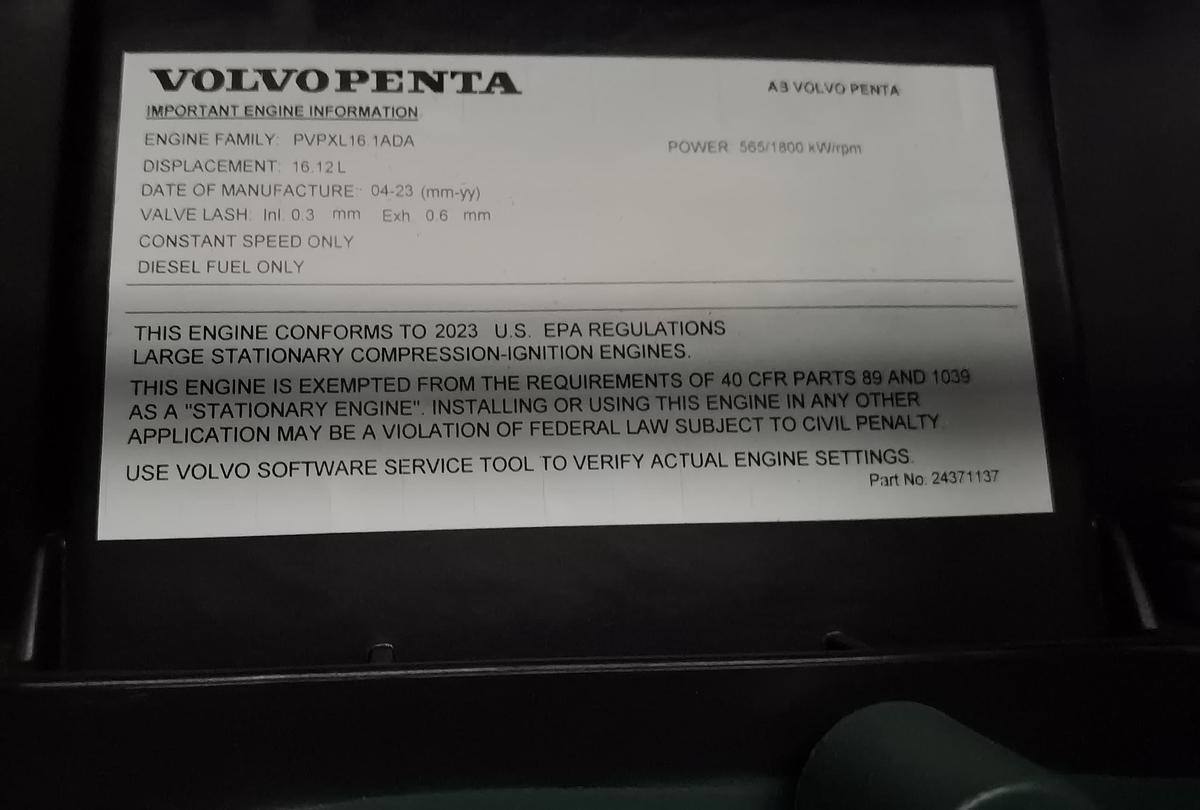 VOLVO PENTA
AB VOLVO PENTA
IMPORTANT ENGINE INFORMATION
ENGINE FAMILY: PVPXL16.1ADA
POWER: 565/1800 kW/rpm
DISPLACEMENT: 16.12 L
DATE OF MANUFACTURE: 04-23 (mm-yy)
VALVE LASH: Inl. 0.3 mm Exh. 0.6 mm
CONSTANT SPEED ONLY
DIESEL FUEL ONLY
THIS ENGINE CONFORMS TO 2023 U.S. EPA REGULATIONS
LARGE STATIONARY COMPRESSION-IGNITION ENGINES.
THIS ENGINE IS EXEMPTED FROM THE REQUIREMENTS OF 40 CFR PARTS 89 AND 1039
AS A "STATIONARY ENGINE". INSTALLING OR USING THIS ENGINE IN ANY OTHER
APPLICATION MAY BE A VIOLATION OF FEDERAL LAW SUBJECT TO CIVIL PENALTY.
USE VOLVO SOFTWARE SERVICE TOOL TO VERIFY ACTUAL ENGINE SETTINGS.
Part No: 24371137